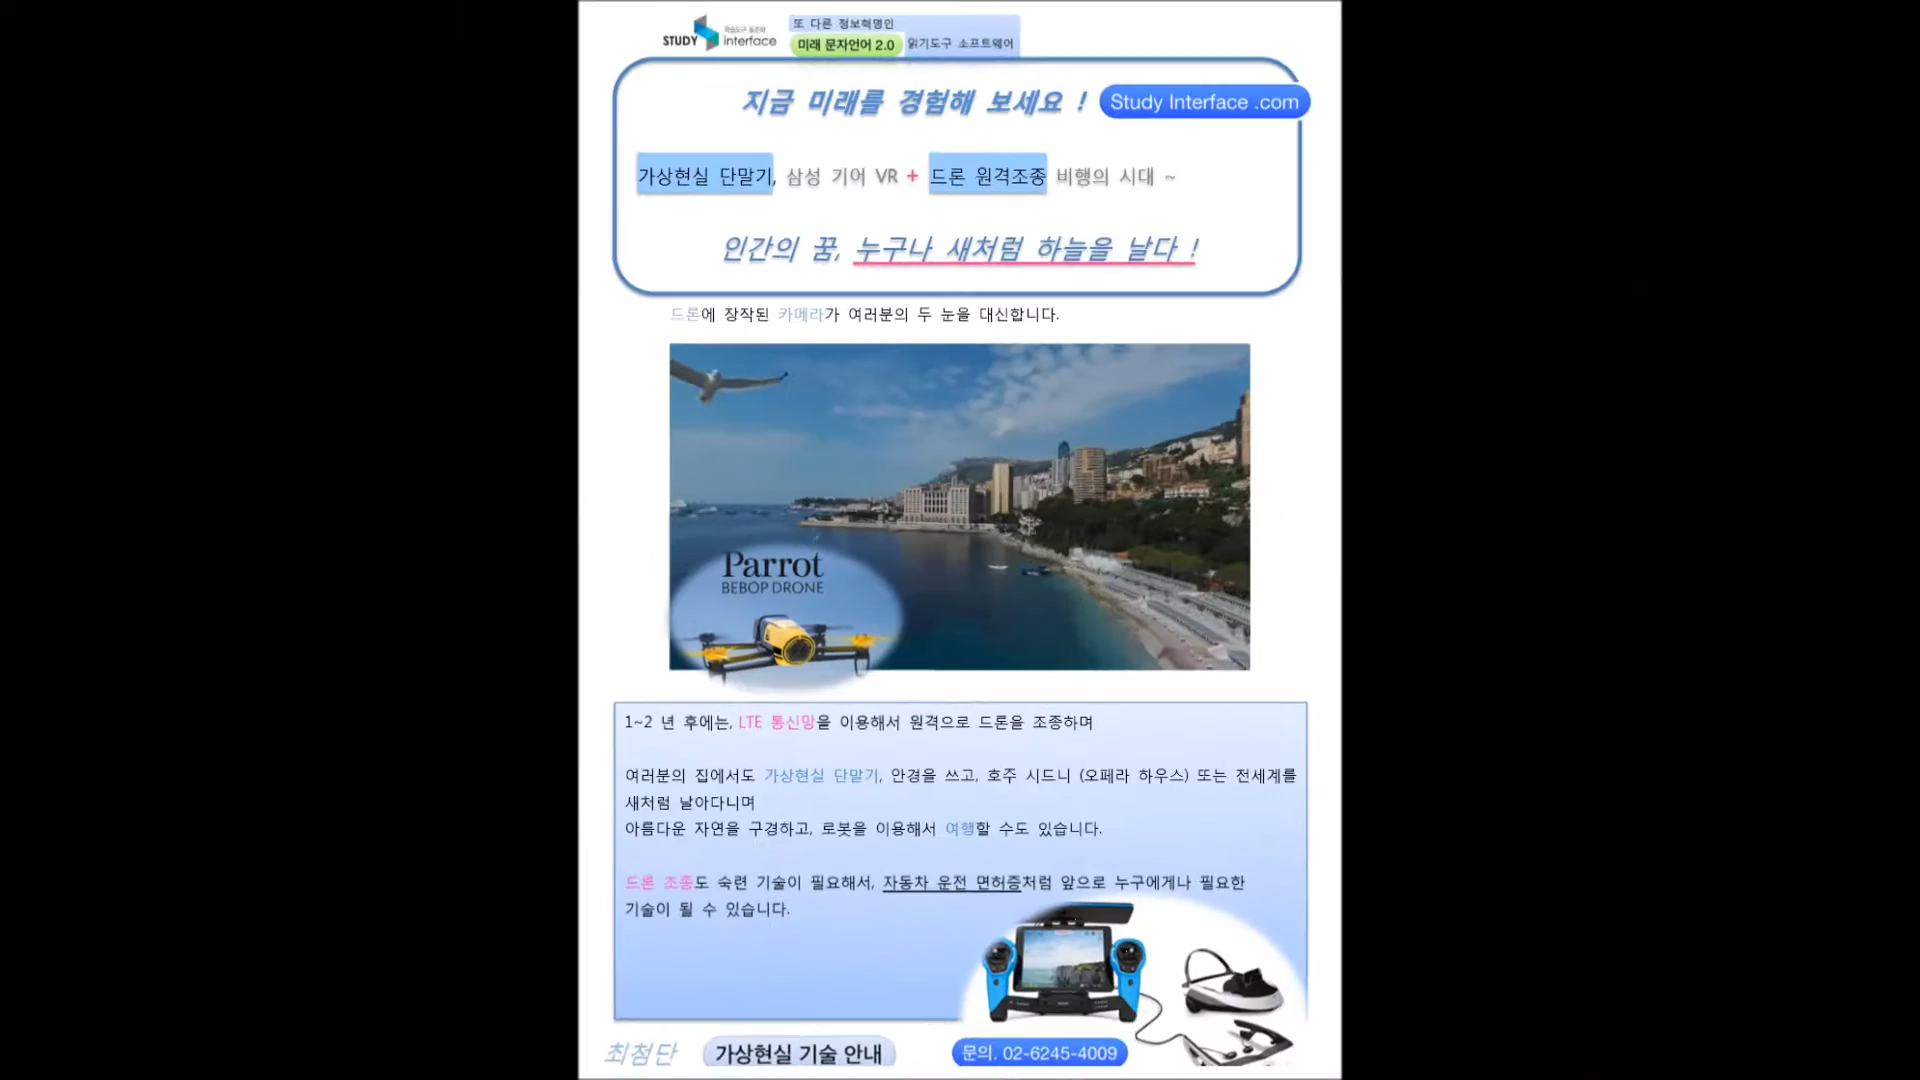 STUDY
학습도구 표준화
interface
또 다른 정보혁명인
미래 문자언어 2.0 읽기도구 소프트웨어
지금 미래를 경험해 보세요 ! Study Interface .com
가상현실 단말기, 삼성 기어 VR + 드론 원격조종 비행의 시대 ~
인간의 꿈, 누구나 새처럼 하늘을 날다 !
드론에 장작된 카메라가 여러분의 두 눈을 대신합니다.
Parrot
BEBOP DRONE
1~2 년 후에는, LTE 통신망을 이용해서 원격으로 드론을 조종하며
여러분의 집에서도 가상현실 단말기, 안경을 쓰고, 호주 시드니 (오페라 하우스) 또는 전세계를
새처럼 날아다니며
아름다운 자연을 구경하고, 로봇을 이용해서 여행할 수도 있습니다.
드론 조종도 숙련 기술이 필요해서, 자동차 운전 면허증처럼 앞으로 누구에게나 필요한
기술이 될 수 있습니다.
최첨단 가상현실 기술 안내 문의. 02-6245-4009